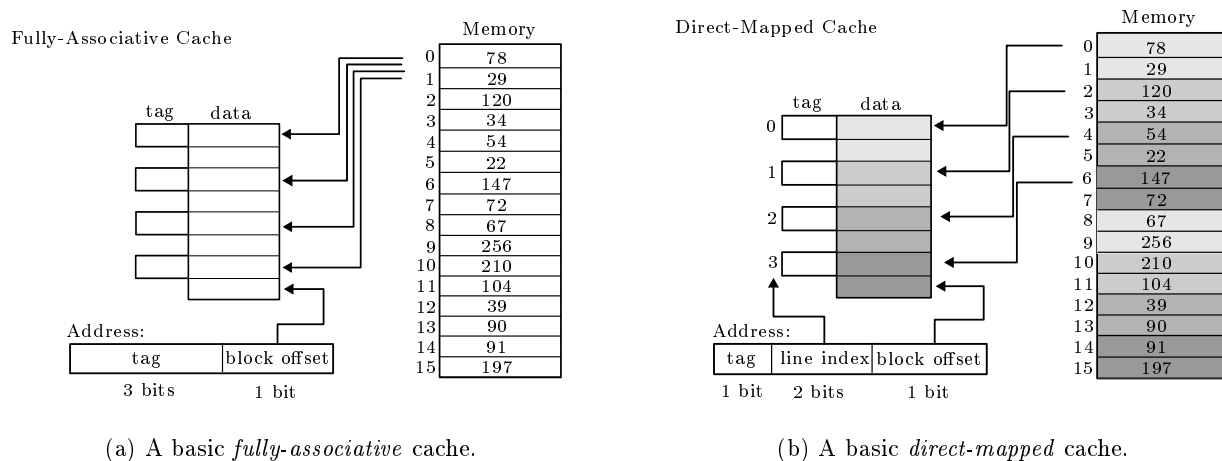 Fully-Associative Cache
Memory
0 78
1 29
2 120
3 34
4 54
5 22
6 147
7 72
8 67
9 256
10 210
11 104
12 39
13 90
14 91
15 197
tag data
Address:
tag block offset
3 bits 1 bit
(a) A basic fully-associative cache.
Direct-Mapped Cache
Memory
0 78
1 29
2 120
3 34
4 54
5 22
6 147
7 72
8 67
9 256
10 210
11 104
12 39
13 90
14 91
15 197
tag data
0
1
2
3
Address:
tag line index block offset
1 bit 2 bits 1 bit
(b) A basic direct-mapped cache.